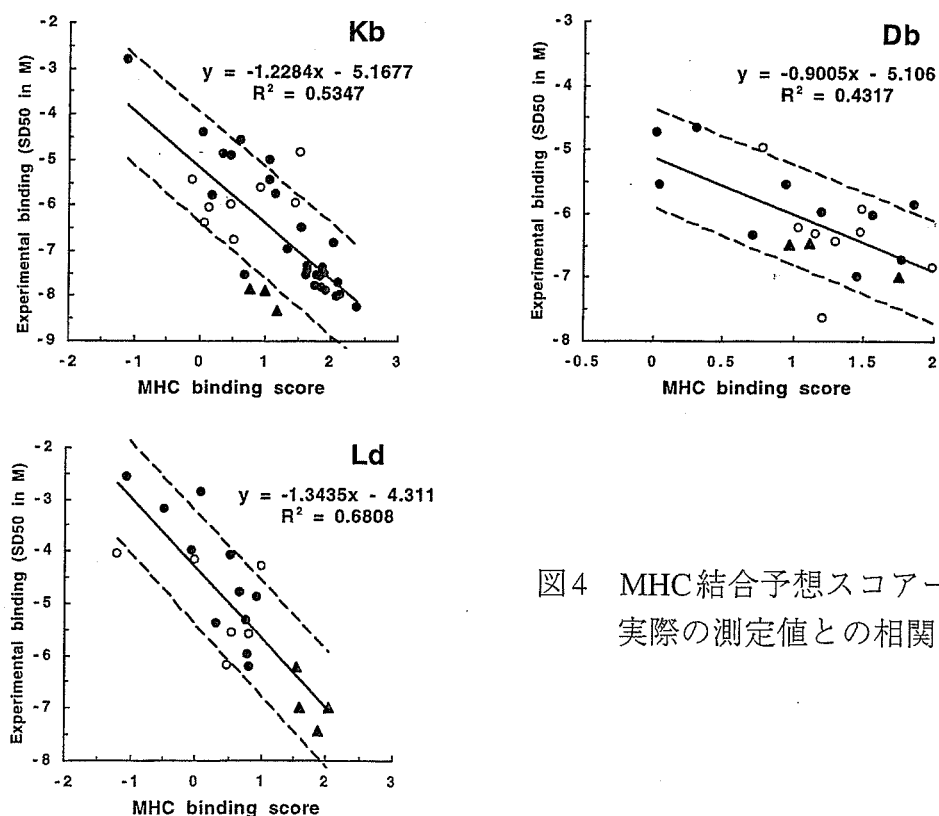 Kb
y = -1.2284x - 5.1677
R² = 0.5347
Experimental binding (SD50 in M)
-2
-3
-4
-5
-6
-7
-8
-9
-1
0
1
2
3
MHC binding score
Db
y = -0.9005x - 5.106
R² = 0.4317
Experimental binding (SD50 in M)
-3
-4
-5
-6
-7
-8
-0.5
0
0.5
1
1.5
2
MHC binding score
Ld
y = -1.3435x - 4.311
R² = 0.6808
Experimental binding (SD50 in M)
-2
-3
-4
-5
-6
-7
-8
-2
-1
0
1
2
3
MHC binding score
図4 MHC結合予想スコアー
実際の測定値との相関